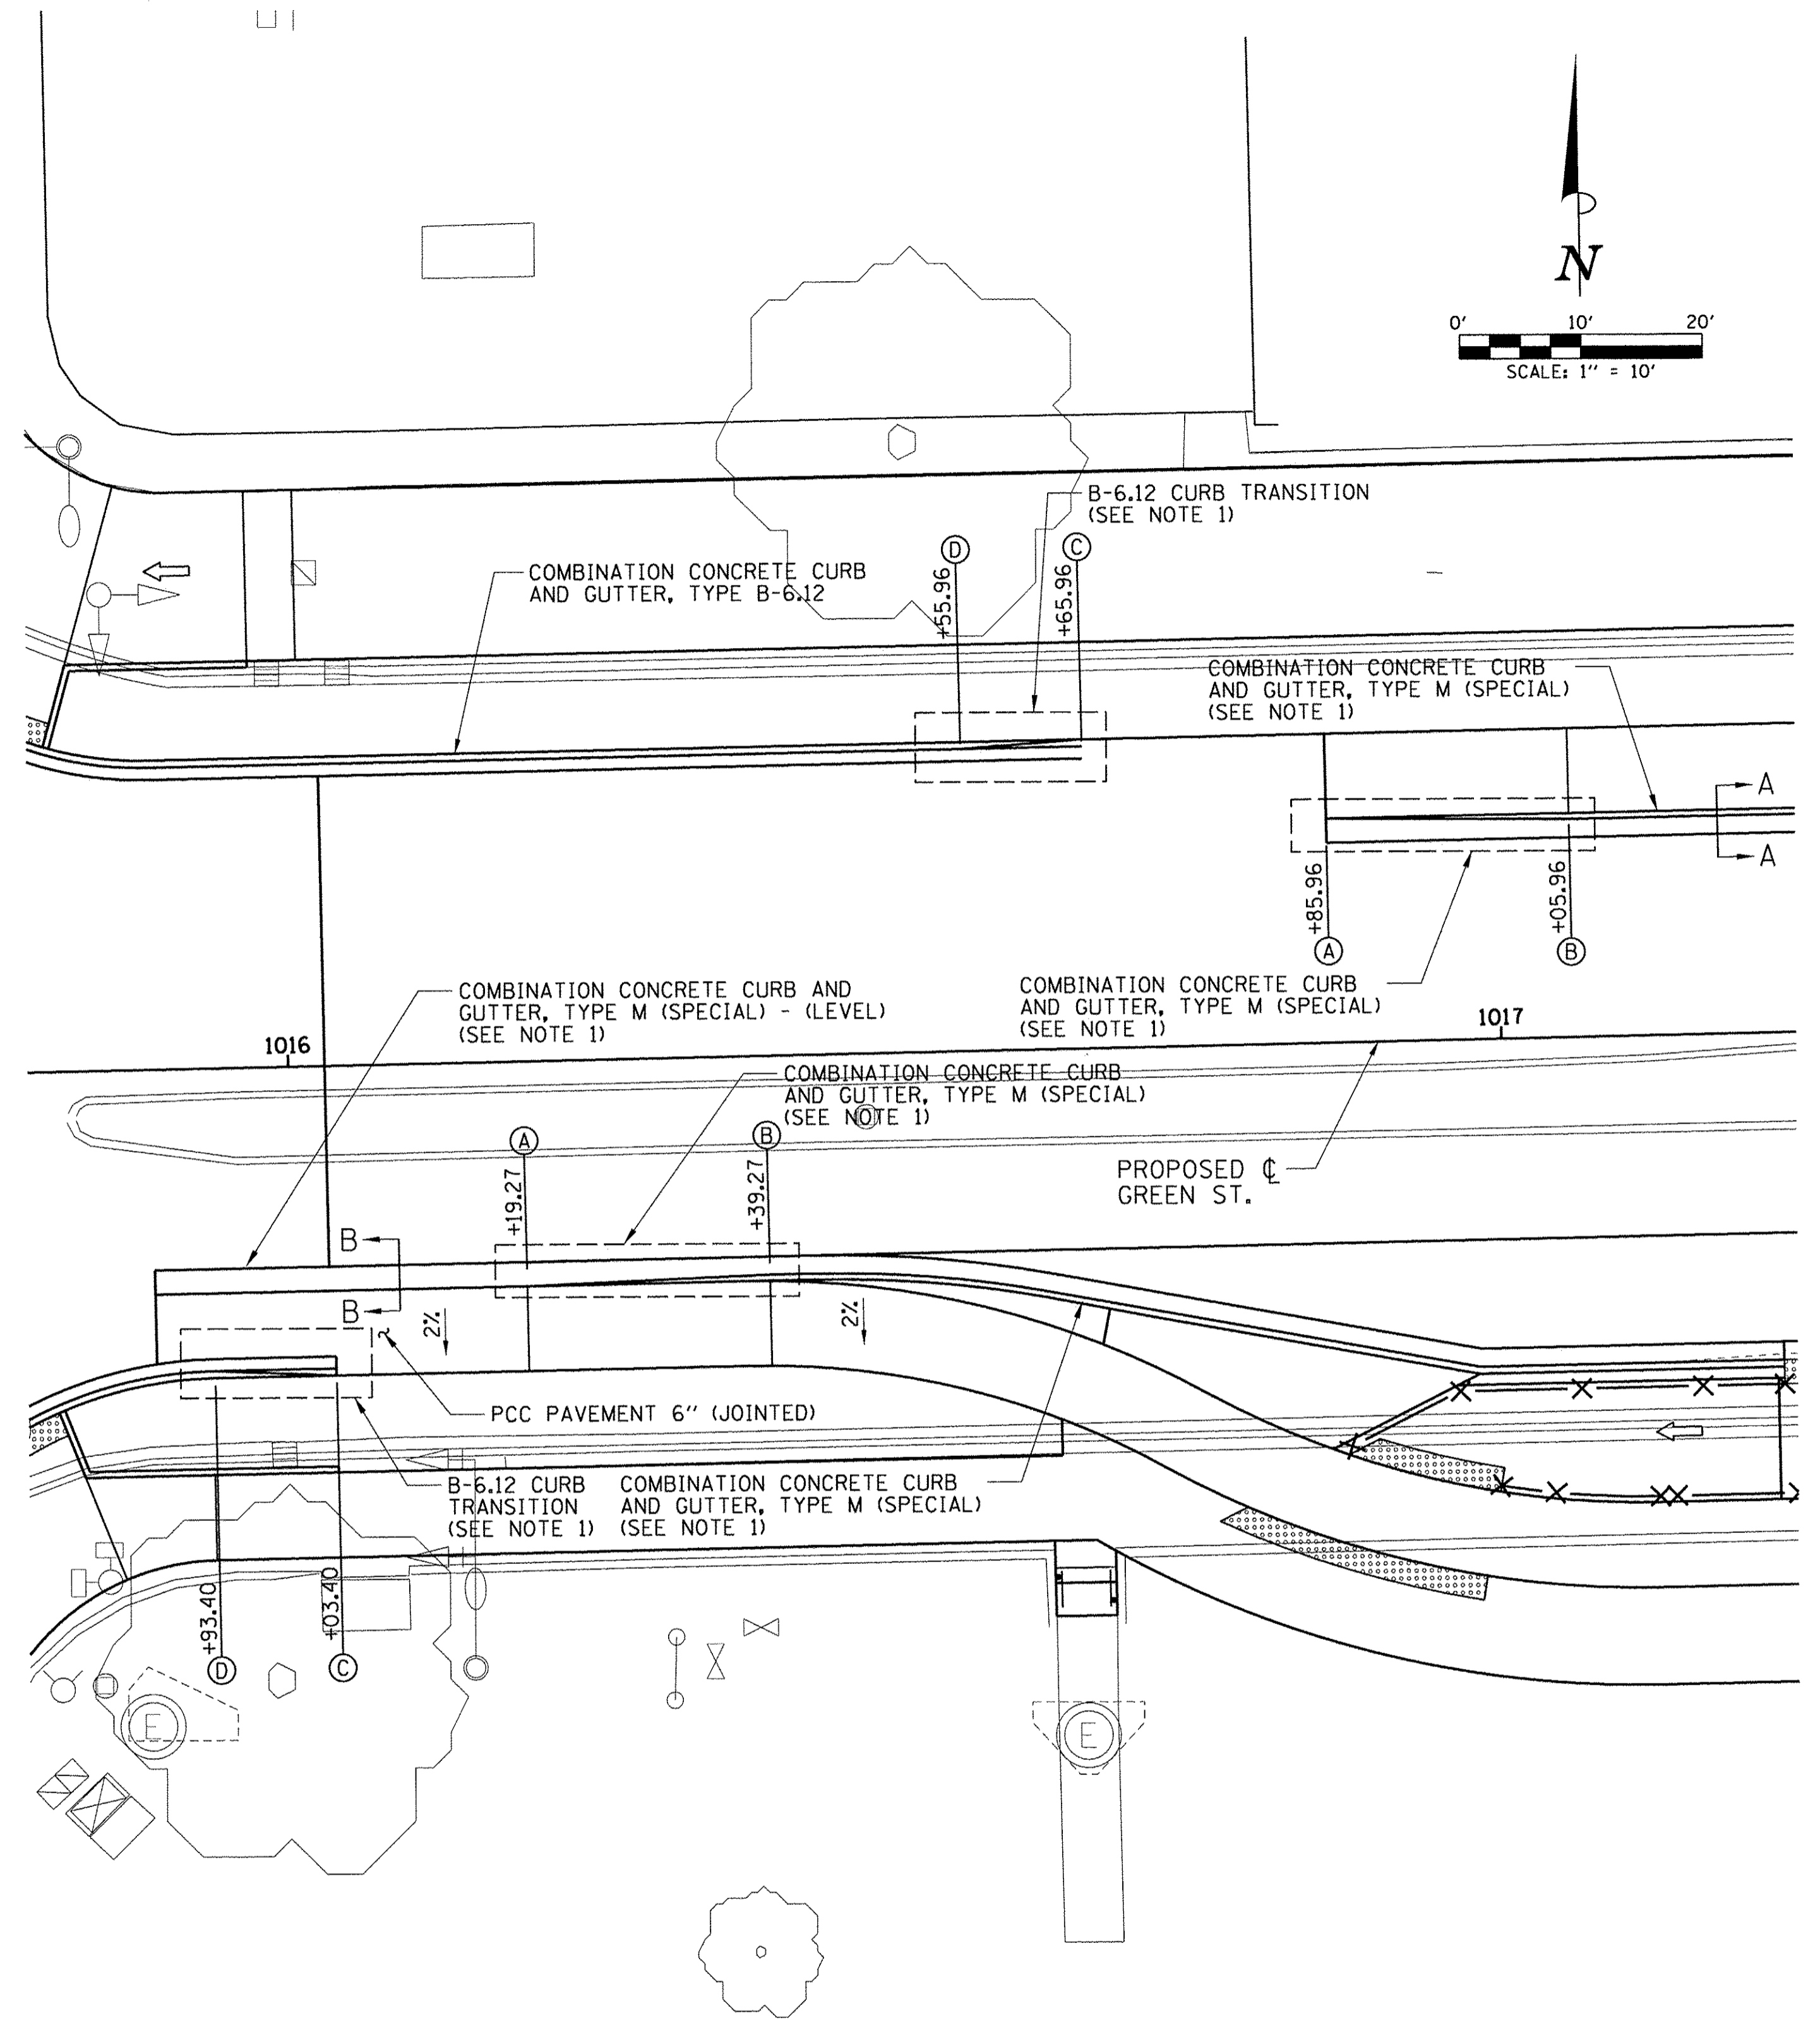 N
0' 10' 20'
SCALE: 1" = 10'
B-6.12 CURB TRANSITION
(SEE NOTE 1)
D
C
+55.96
+65.96
COMBINATION CONCRETE CURB
AND GUTTER, TYPE B-6.12
COMBINATION CONCRETE CURB
AND GUTTER, TYPE M (SPECIAL)
(SEE NOTE 1)
A
A
+85.96
+05.96
A
B
COMBINATION CONCRETE CURB AND
GUTTER, TYPE M (SPECIAL) - (LEVEL)
(SEE NOTE 1)
COMBINATION CONCRETE CURB
AND GUTTER, TYPE M (SPECIAL)
(SEE NOTE 1)
1016
1017
COMBINATION CONCRETE CURB
AND GUTTER, TYPE M (SPECIAL)
(SEE NOTE 1)
A
B
+19.27
+39.27
PROPOSED ℄
GREEN ST.
B
B
2%
2%
PCC PAVEMENT 6" (JOINTED)
B-6.12 CURB
TRANSITION
(SEE NOTE 1)
COMBINATION CONCRETE CURB
AND GUTTER, TYPE M (SPECIAL)
(SEE NOTE 1)
+93.40
+03.40
D
C
E
E